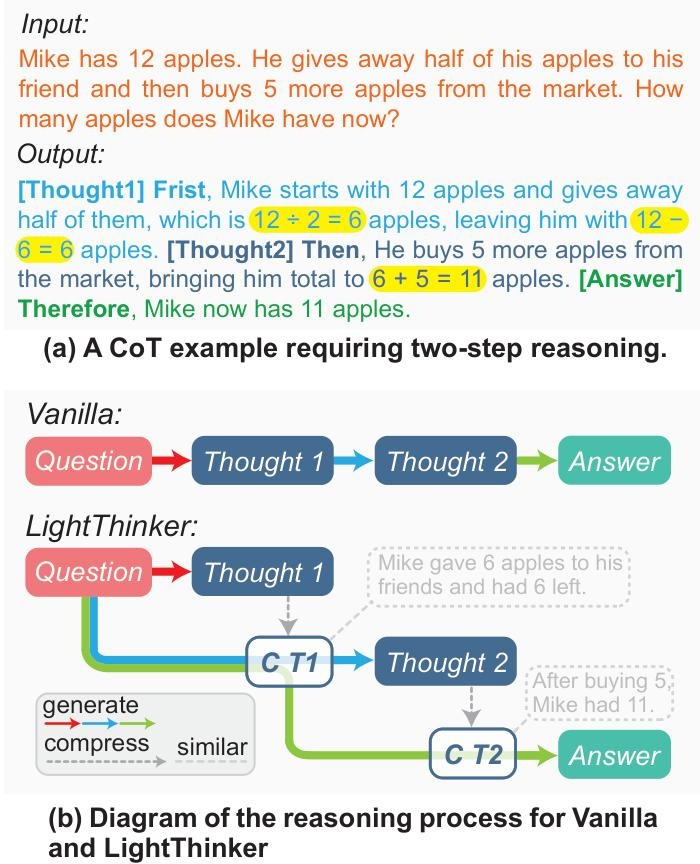 Input:
Mike has 12 apples. He gives away half of his apples to his
friend and then buys 5 more apples from the market. How
many apples does Mike have now?
Output:
[Thought1] Frist, Mike starts with 12 apples and gives away
half of them, which is 12 ÷ 2 = 6 apples, leaving him with 12 −
6 = 6 apples. [Thought2] Then, He buys 5 more apples from
the market, bringing him total to 6 + 5 = 11 apples. [Answer]
Therefore, Mike now has 11 apples.
(a) A CoT example requiring two-step reasoning.
Vanilla:
Question Thought 1 Thought 2 Answer
LightThinker:
Question Thought 1
Mike gave 6 apples to his
friends and had 6 left.
C T1 Thought 2
After buying 5,
Mike had 11.
generate
compress similar
C T2 Answer
(b) Diagram of the reasoning process for Vanilla
and LightThinker